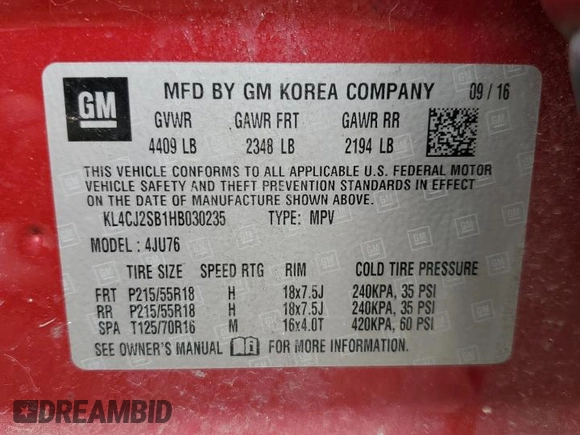 GM
MFD BY GM KOREA COMPANY 09/16
GVWR GAWR FRT GAWR RR
4409 LB 2348 LB 2194 LB
THIS VEHICLE CONFORMS TO ALL APPLICABLE U.S. FEDERAL MOTOR
VEHICLE SAFETY AND THEFT PREVENTION STANDARDS IN EFFECT
ON THE DATE OF MANUFACTURE SHOWN ABOVE.
KL4CJ2SB1HB030235 TYPE: MPV
MODEL: 4JU76
TIRE SIZE SPEED RTG RIM COLD TIRE PRESSURE
FRT P215/55R18 H 18x7.5J 240KPA, 35 PSI
RR P215/55R18 H 18x7.5J 240KPA, 35 PSI
SPA T125/70R16 M 16x4.0T 420KPA, 60 PSI
SEE OWNER'S MANUAL FOR MORE INFORMATION.
DREAMBID